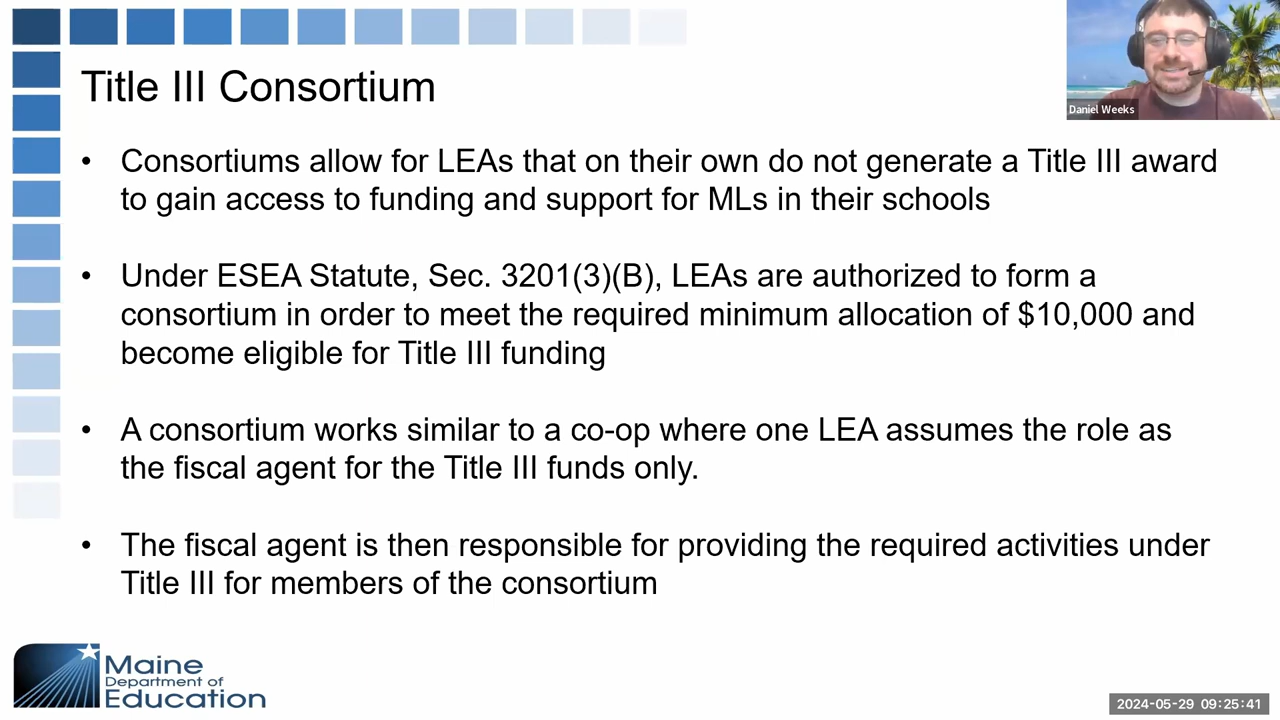 Title III Consortium
Daniel Weeks
• Consortiums allow for LEAs that on their own do not generate a Title III award
to gain access to funding and support for MLs in their schools
• Under ESEA Statute, Sec. 3201(3)(B), LEAs are authorized to form a
consortium in order to meet the required minimum allocation of $10,000 and
become eligible for Title III funding
• A consortium works similar to a co-op where one LEA assumes the role as
the fiscal agent for the Title III funds only.
• The fiscal agent is then responsible for providing the required activities under
Title III for members of the consortium
Maine
Department of
Education
2024-05-29 09:25:41